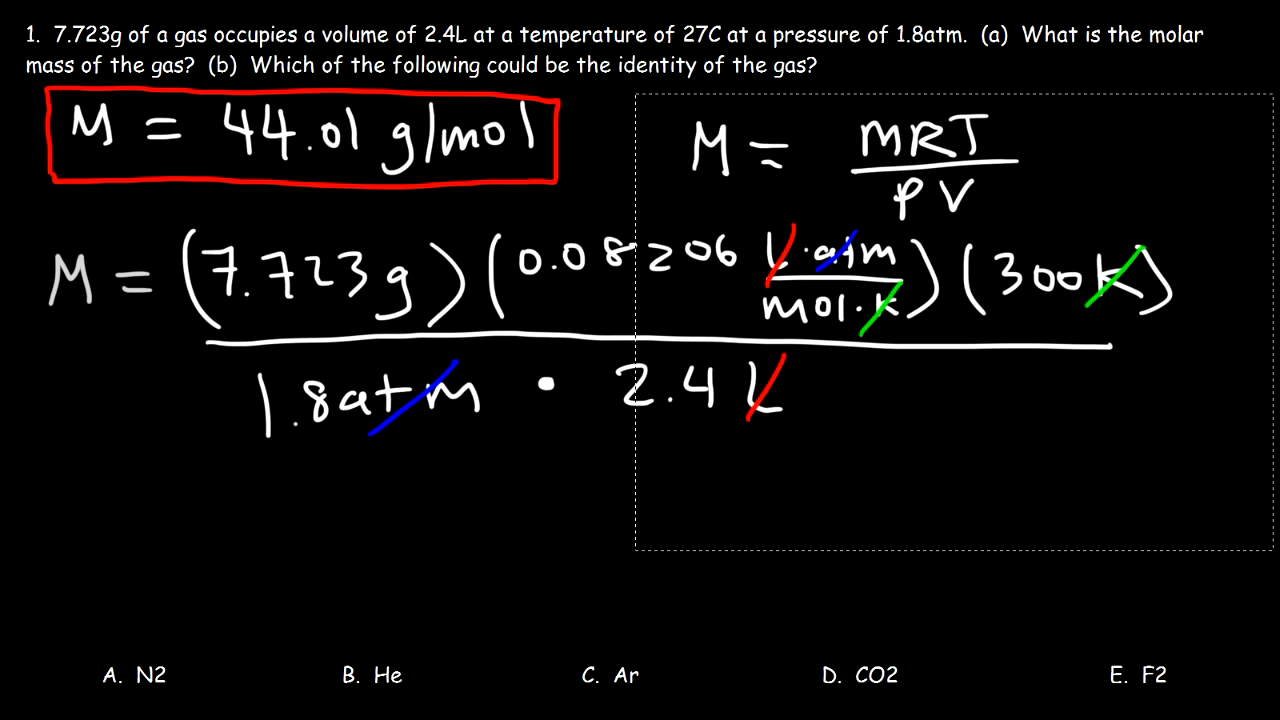 1. 7.723g of a gas occupies a volume of 2.4L at a temperature of 27C at a pressure of 1.8atm. (a) What is the molar
mass of the gas? (b) Which of the following could be the identity of the gas?
M = 44.01 g/mol
M = mRT
PV
M = (7.723g) (0.08206 L·atm / mol·K) (300K)
1.8atm • 2.4 L
A. N2 B. He C. Ar D. CO2 E. F2